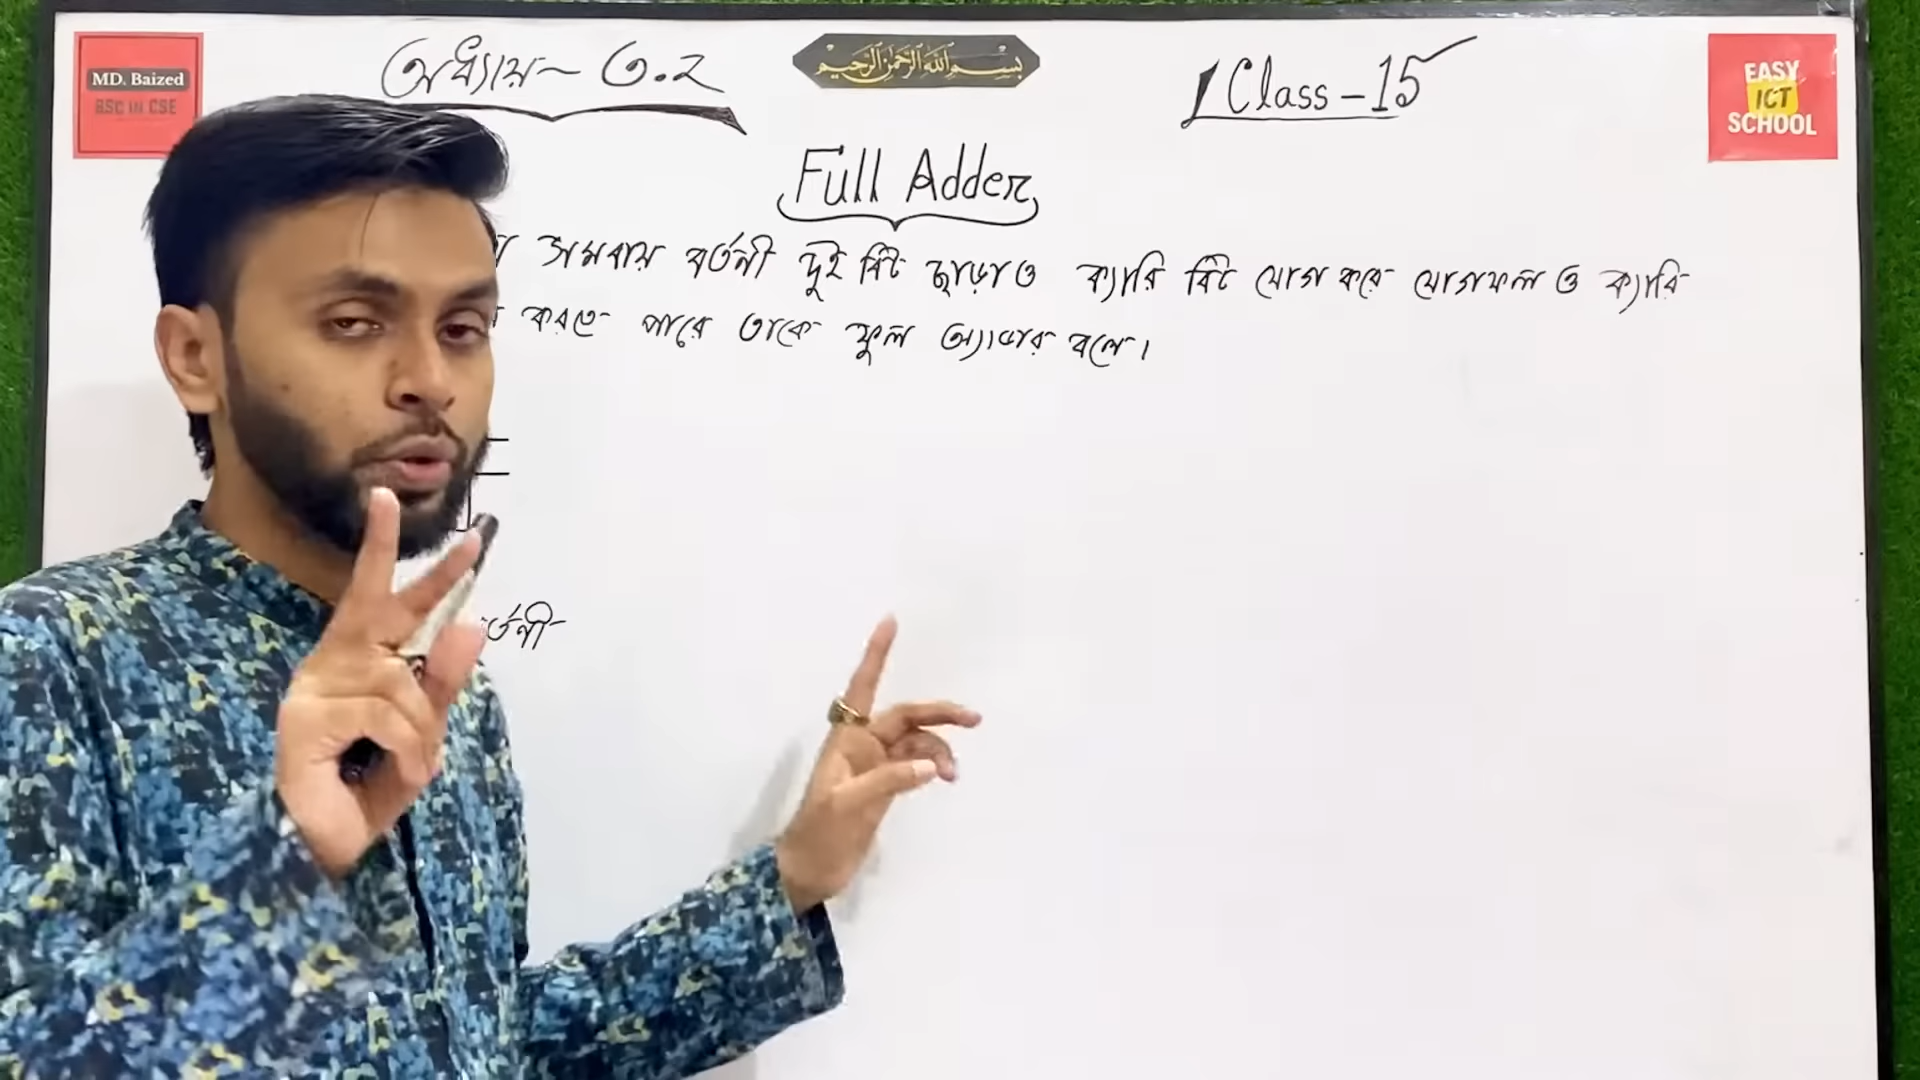 MD. Baized
BSC IN CSE
অধ্যায়- ৩.২
بسم الله الرحمن الرحيم
Class-15
EASY
ICT
SCHOOL
Full Adder
সমবায় বর্তনী দুই বিট ছাড়াও ক্যারি বিট যোগ করে যোগফল ও ক্যারি
করতে পারে তাকে ফুল অ্যাডার বলে।
র্তনী